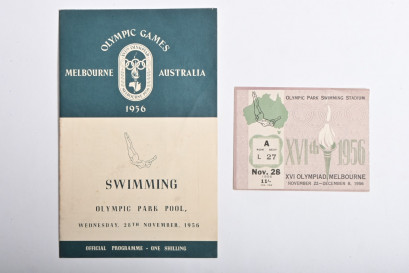 OLYMPIC GAMES
MELBOURNE AUSTRALIA
1956
SWIMMING
OLYMPIC PARK POOL,
WEDNESDAY, 28TH NOVEMBER, 1956
OFFICIAL PROGRAMME - ONE SHILLING
OLYMPIC PARK SWIMMING STADIUM
A
L 27
Nov. 28
XVIth 1956
XVI OLYMPIAD, MELBOURNE
NOVEMBER 22-DECEMBER 8, 1956